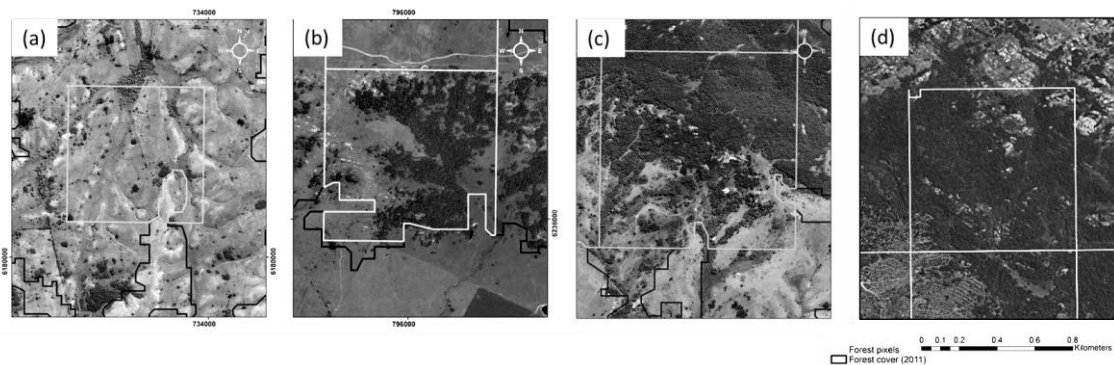 (a)
734000
N
W E
S
6180000
6180000
734000
(b)
796000
N
W E
S
6236000
796000
(c)
N
(d)
Forest pixels
Forest cover (2011)
0 0.1 0.2 0.4 0.6 0.8
Kilometers